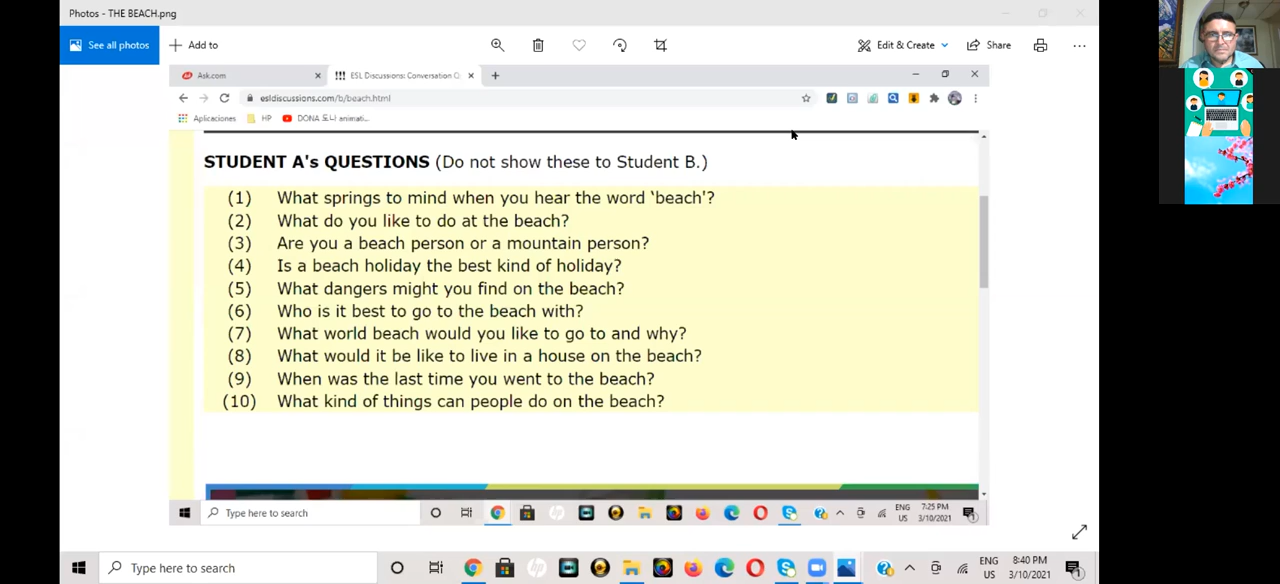 Photos - THE BEACH.png
See all photos
Add to
Edit & Create
Share
Ask.com
ESL Discussions: Conversation Q
esldiscussions.com/b/beach.html
Aplicaciones
HP
DONA 도나 animati...
STUDENT A's QUESTIONS (Do not show these to Student B.)
(1) What springs to mind when you hear the word ‘beach’?
(2) What do you like to do at the beach?
(3) Are you a beach person or a mountain person?
(4) Is a beach holiday the best kind of holiday?
(5) What dangers might you find on the beach?
(6) Who is it best to go to the beach with?
(7) What world beach would you like to go to and why?
(8) What would it be like to live in a house on the beach?
(9) When was the last time you went to the beach?
(10) What kind of things can people do on the beach?
Type here to search
ENG
US
7:25 PM
3/10/2021
Type here to search
ENG
US
8:40 PM
3/10/2021